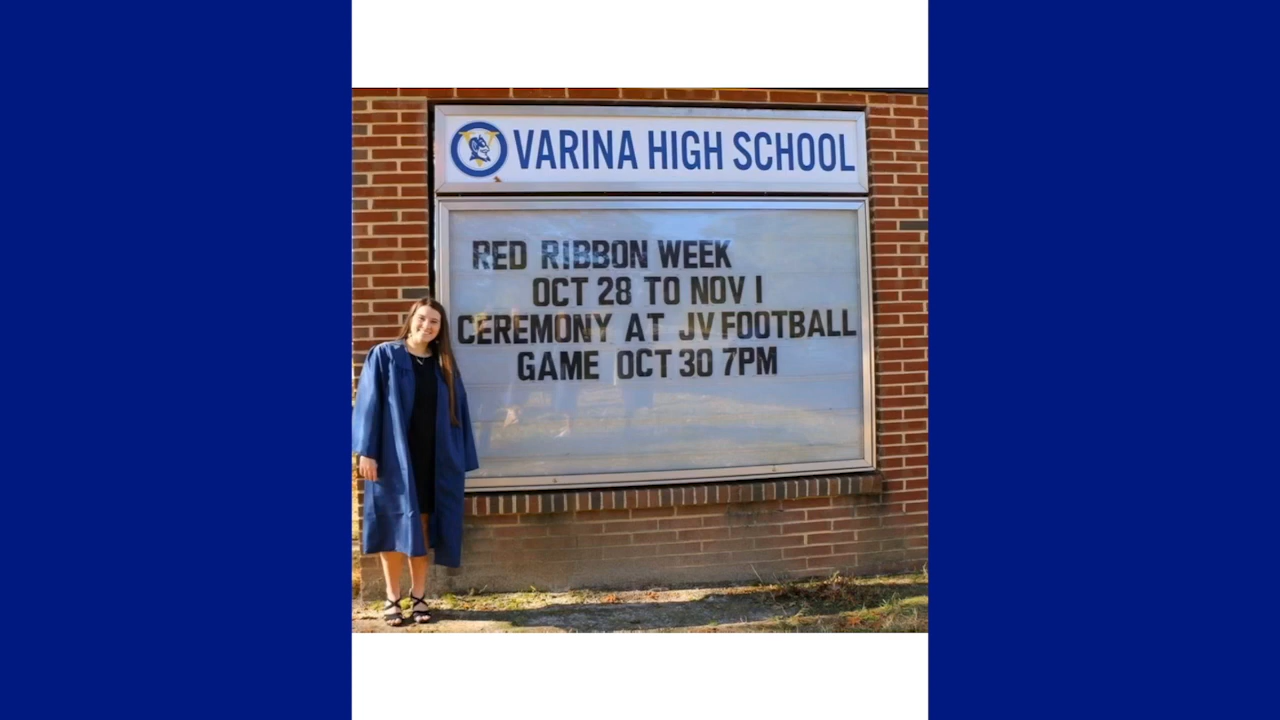 VARINA HIGH SCHOOL
RED RIBBON WEEK
OCT 28 TO NOV 1
CEREMONY AT JV FOOTBALL
GAME OCT 30 7PM